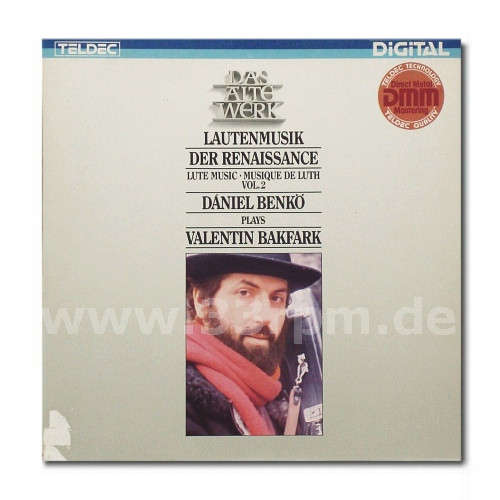 TELDEC
DIGITAL
DAS
ALTE
WERK
TELDEC TECHNOLOGY
Direct Metal
DMM
Mastering
TELDEC QUALITY
LAUTENMUSIK
DER RENAISSANCE
LUTE MUSIC · MUSIQUE DE LUTH
VOL. 2
DÁNIEL BENKÖ
PLAYS
VALENTIN BAKFARK
www.33rpm.de